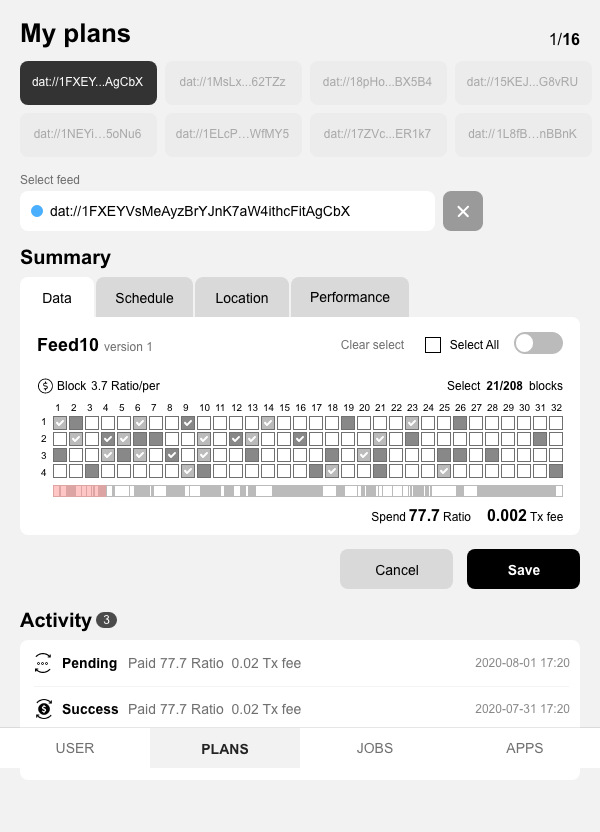 My plans
1/16
dat://1FXEY...AgCbX
dat://1MsLx...62TZz
dat://18pHo...BX5B4
dat://15KEJ...G8vRU
dat://1NEYi…5oNu6
dat://1ELcP…WfMY5
dat://17ZVc...ER1k7
dat://1L8fB…nBBnK
Select feed
dat://1FXEYVsMeAyzBrYJnK7aW4ithcFitAgCbX
Summary
Data
Schedule
Location
Performance
Feed10 version 1
Clear select
Select All
Block 3.7 Ratio/per
Select 21/208 blocks
1 2 3 4 5 6 7 8 9 10 11 12 13 14 15 16 17 18 19 20 21 22 23 24 25 26 27 28 29 30 31 32
1
2
3
4
Spend 77.7 Ratio 0.002 Tx fee
Cancel
Save
Activity 3
Pending Paid 77.7 Ratio 0.02 Tx fee 2020-08-01 17:20
Success Paid 77.7 Ratio 0.02 Tx fee 2020-07-31 17:20
USER
PLANS
JOBS
APPS